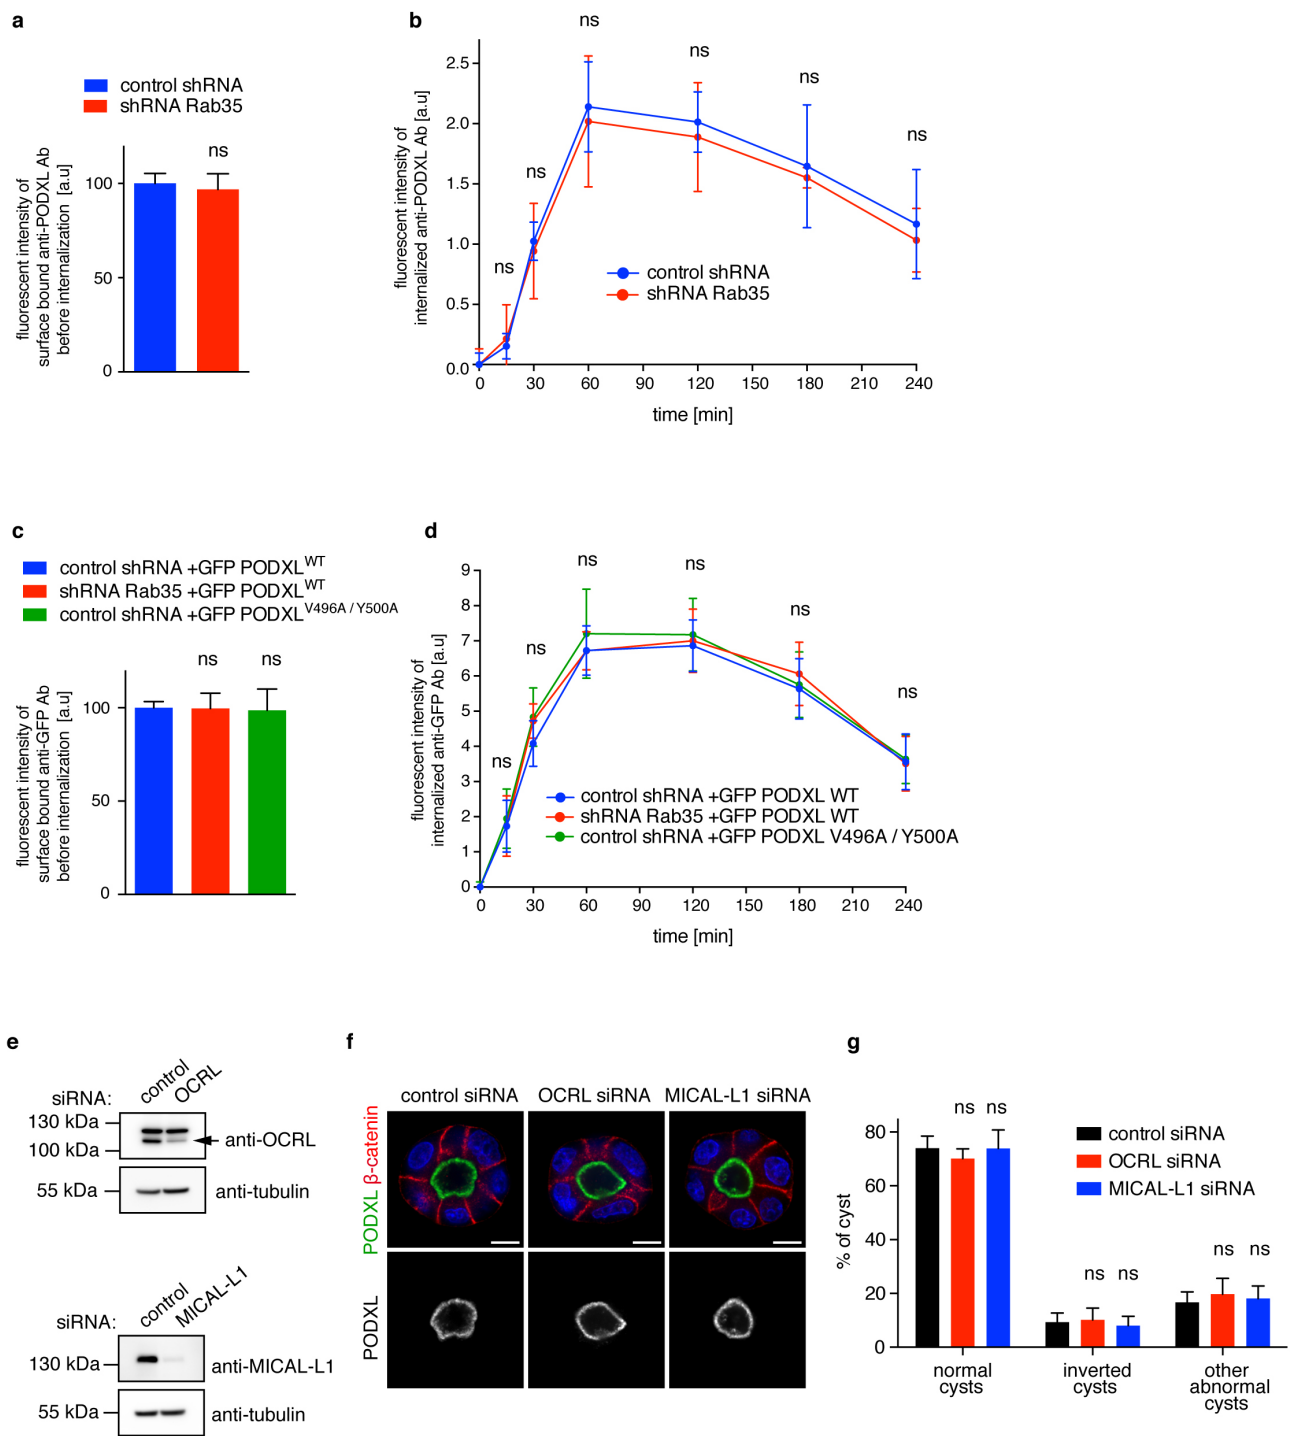 a
control shRNA
shRNA Rab35
fluorescent intensity of
surface bound anti-PODXL Ab
before internalization [a.u]
100
50
0
ns
b
fluorescent intensity of
internalized anti-PODXL Ab [a.u]
2.5
2.0
1.5
1.0
0.5
0.0
ns
ns
ns
ns
ns
ns
control shRNA
shRNA Rab35
0 30 60 90 120 150 180 210 240
time [min]
c
control shRNA +GFP PODXL^WT
shRNA Rab35 +GFP PODXL^WT
control shRNA +GFP PODXL^V496A / Y500A
fluorescent intensity of
surface bound anti-GFP Ab
before internalization [a.u]
100
50
0
ns ns
d
fluorescent intensity of
internalized anti-GFP Ab [a.u]
9
8
7
6
5
4
3
2
1
0
ns
ns
ns
ns
ns
ns
control shRNA +GFP PODXL WT
shRNA Rab35 +GFP PODXL WT
control shRNA +GFP PODXL V496A / Y500A
0 30 60 90 120 150 180 210 240
time [min]
e
siRNA: control OCRL
130 kDa
100 kDa
anti-OCRL
55 kDa
anti-tubulin
siRNA: control MICAL-L1
130 kDa
anti-MICAL-L1
55 kDa
anti-tubulin
f
control siRNA OCRL siRNA MICAL-L1 siRNA
PODXL β-catenin
PODXL
g
% of cyst
80
60
40
20
0
ns ns
ns ns
ns ns
control siRNA
OCRL siRNA
MICAL-L1 siRNA
normal
cysts
inverted
cysts
other
abnormal
cysts